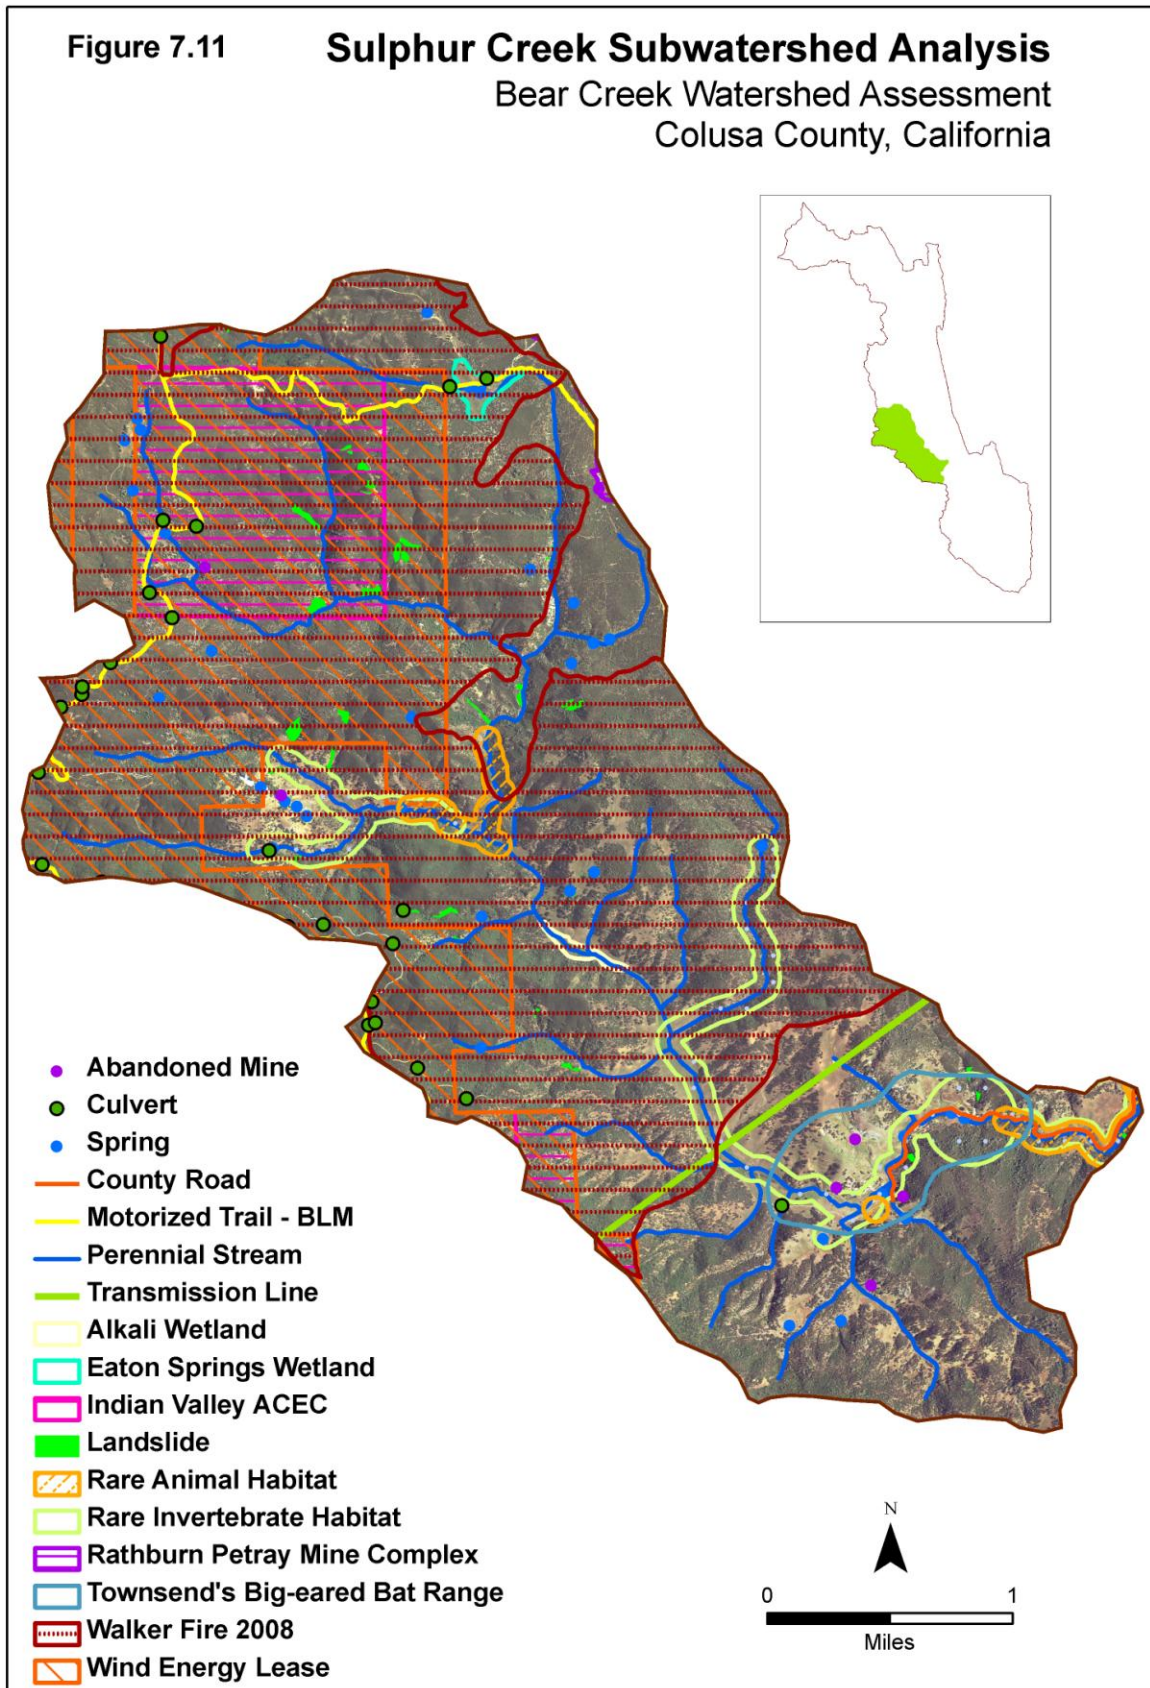 Figure 7.11
Sulphur Creek Subwatershed Analysis
Bear Creek Watershed Assessment
Colusa County, California
Abandoned Mine
Culvert
Spring
County Road
Motorized Trail - BLM
Perennial Stream
Transmission Line
Alkali Wetland
Eaton Springs Wetland
Indian Valley ACEC
Landslide
Rare Animal Habitat
Rare Invertebrate Habitat
Rathburn Petray Mine Complex
Townsend's Big-eared Bat Range
Walker Fire 2008
Wind Energy Lease
N
0 1
Miles